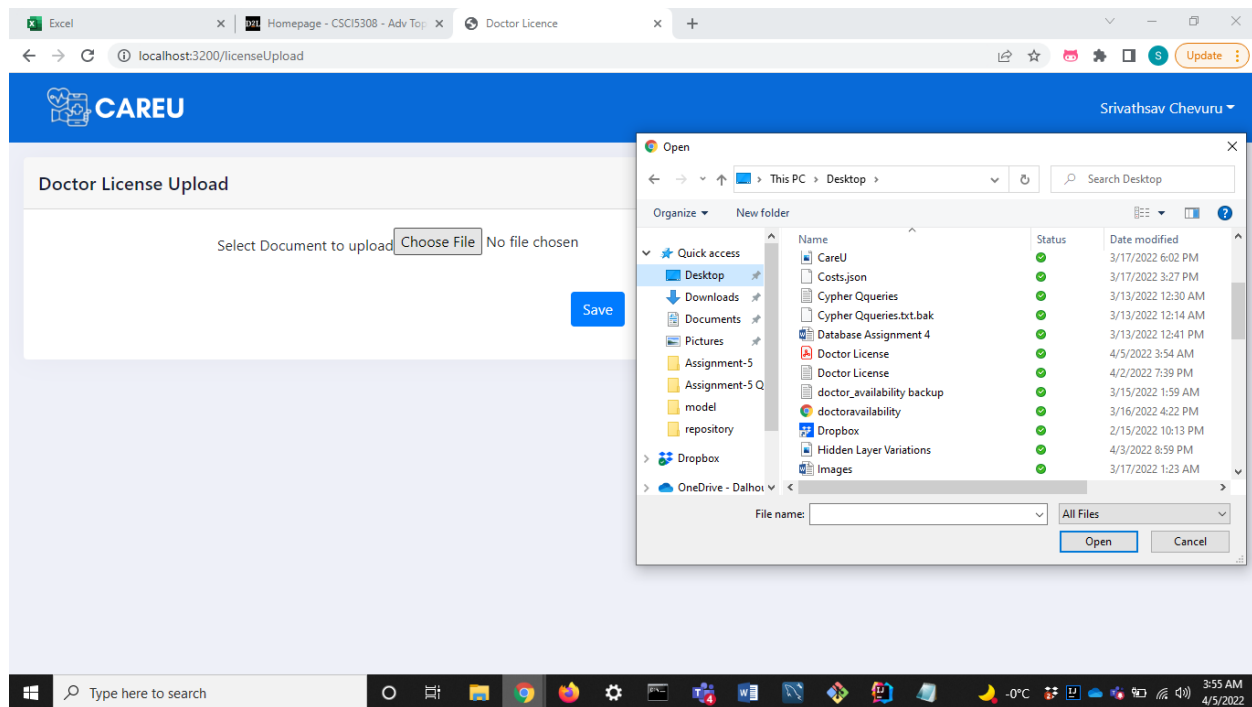 Excel
D2L Homepage - CSCI5308 - Adv Top
Doctor Licence
localhost:3200/licenseUpload
S
Update
CAREU
Srivathsav Chevuru
Doctor License Upload
Select Document to upload Choose File No file chosen
Save
Open
This PC > Desktop >
Search Desktop
Organize New folder
Quick access
Desktop
Downloads
Documents
Pictures
Assignment-5
Assignment-5 Q
model
repository
Dropbox
OneDrive - Dalhou
Name Status Date modified
CareU 3/17/2022 6:02 PM
Costs.json 3/17/2022 3:27 PM
Cypher Qqueries 3/13/2022 12:30 AM
Cypher Qqueries.txt.bak 3/13/2022 12:14 AM
Database Assignment 4 3/13/2022 12:41 PM
Doctor License 4/5/2022 3:54 AM
Doctor License 4/2/2022 7:39 PM
doctor_availability backup 3/15/2022 1:59 AM
doctoravailability 3/16/2022 4:22 PM
Dropbox 2/15/2022 10:13 PM
Hidden Layer Variations 4/3/2022 8:59 PM
Images 3/17/2022 1:23 AM
File name: All Files
Open Cancel
Type here to search
-0°C
3:55 AM
4/5/2022